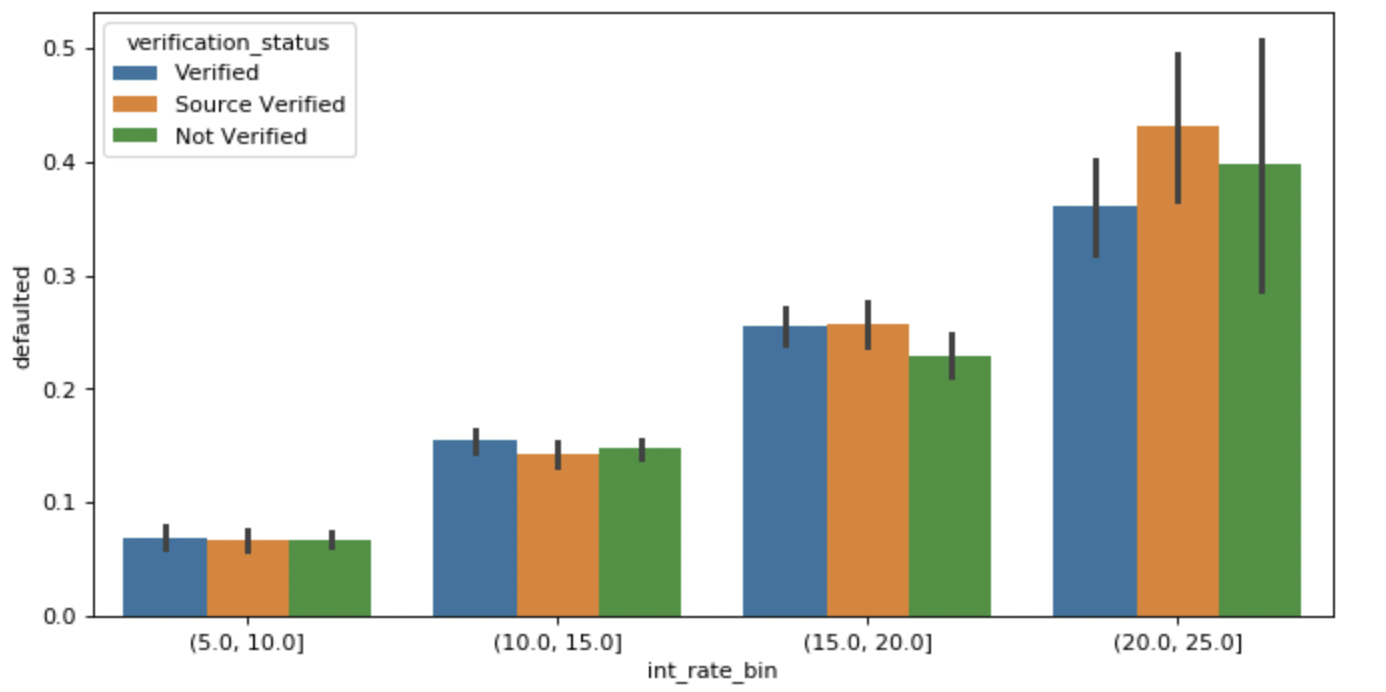 verification_status
Verified
Source Verified
Not Verified
0.5
0.4
0.3
0.2
0.1
0.0
defaulted
(5.0, 10.0] (10.0, 15.0] (15.0, 20.0] (20.0, 25.0]
int_rate_bin